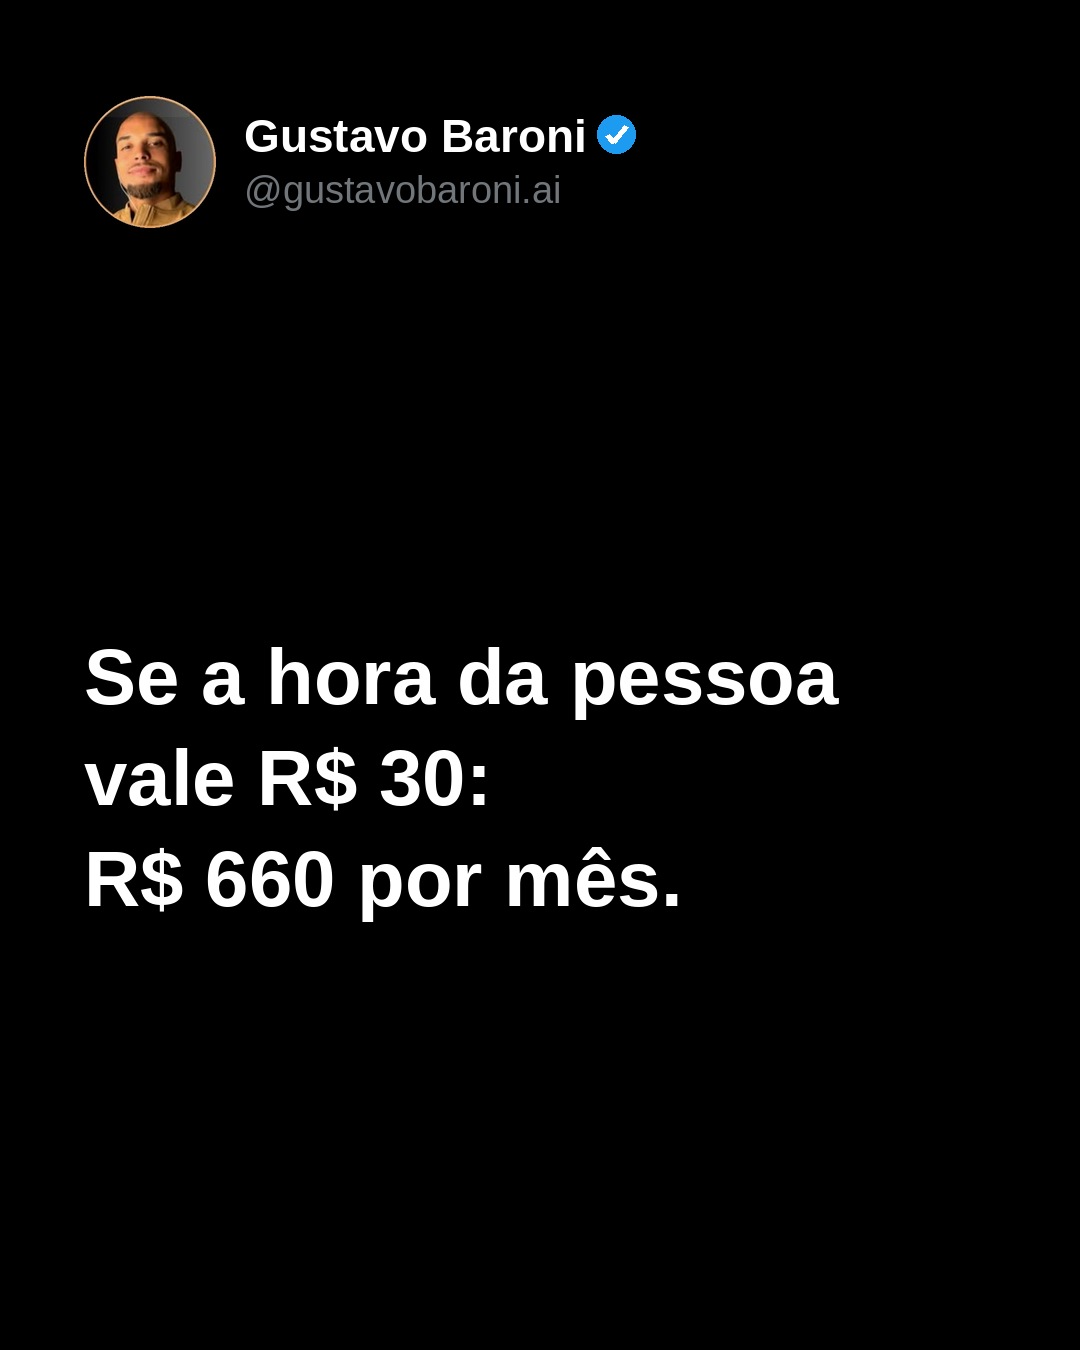 Gustavo Baroni
@gustavobaroni.ai
Se a hora da pessoa
vale R$ 30:
R$ 660 por mês.